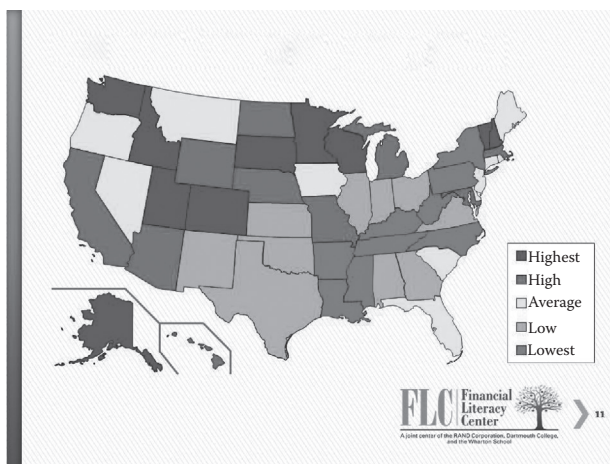 Highest
High
Average
Low
Lowest
FLC Financial
Literacy
Center
A joint center of the RAND Corporation, Dartmouth College,
and the Wharton School
11